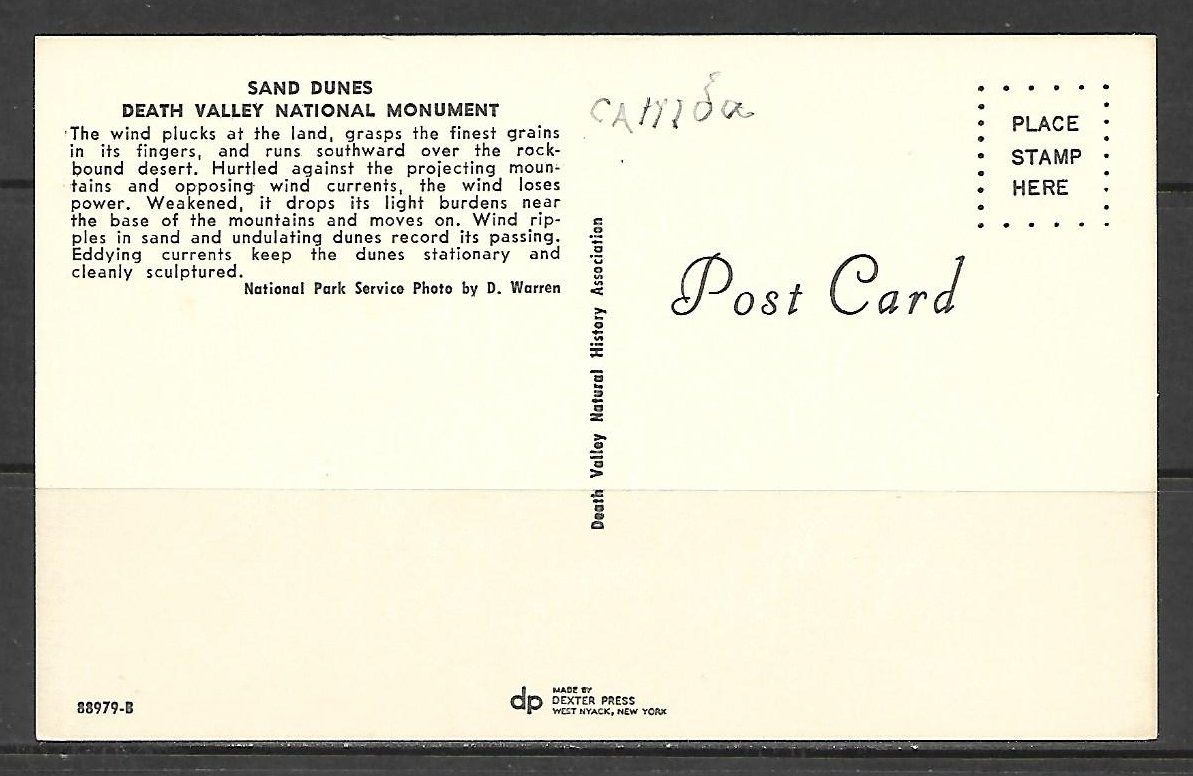 SAND DUNES
DEATH VALLEY NATIONAL MONUMENT
The wind plucks at the land, grasps the finest grains
in its fingers, and runs southward over the rock-
bound desert. Hurtled against the projecting moun-
tains and opposing wind currents, the wind loses
power. Weakened, it drops its light burdens near
the base of the mountains and moves on. Wind rip-
ples in sand and undulating dunes record its passing.
Eddying currents keep the dunes stationary and
cleanly sculptured.
National Park Service Photo by D. Warren
Death Valley Natural History Association
PLACE
STAMP
HERE
Post Card
88979-B
dp
MADE BY
DEXTER PRESS
WEST NYACK, NEW YORK